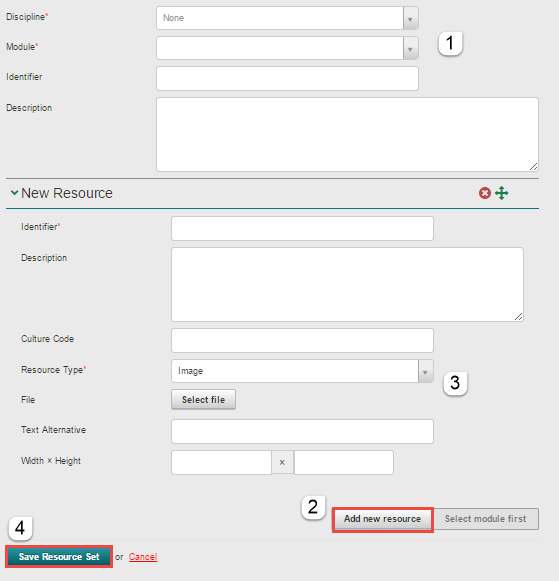 Discipline* None
Module*
1
Identifier
Description
New Resource
Identifier*
Description
Culture Code
Resource Type* Image
3
File Select file
Text Alternative
Width × Height x
2
Add new resource Select module first
4
Save Resource Set or Cancel